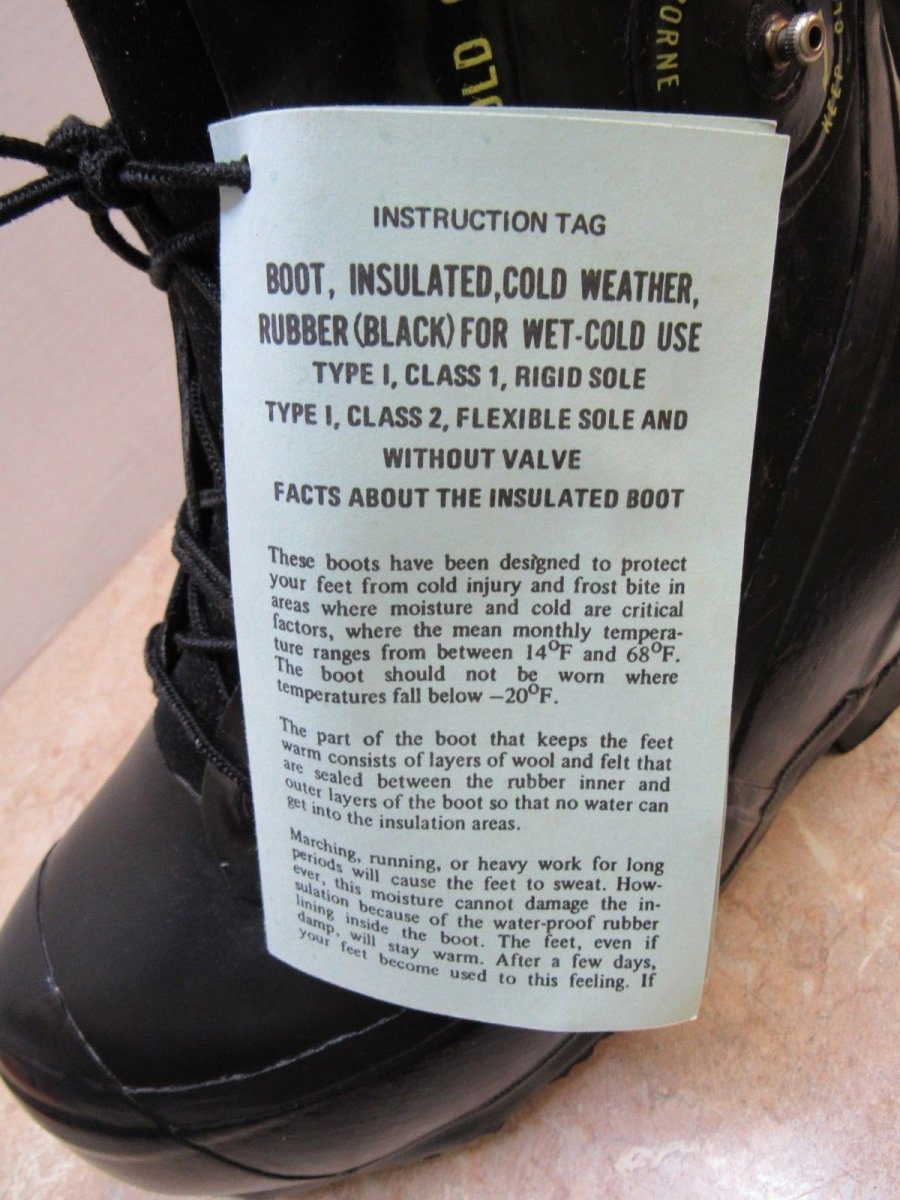 OLD
ORNE
KEEP
INSTRUCTION TAG
BOOT, INSULATED,COLD WEATHER,
RUBBER (BLACK) FOR WET-COLD USE
TYPE I, CLASS 1, RIGID SOLE
TYPE I, CLASS 2, FLEXIBLE SOLE AND
WITHOUT VALVE
FACTS ABOUT THE INSULATED BOOT
These boots have been designed to protect
your feet from cold injury and frost bite in
areas where moisture and cold are critical
factors, where the mean monthly tempera-
ture ranges from between 14°F and 68°F.
The boot should not be worn where
temperatures fall below —20°F.
The part of the boot that keeps the feet
warm consists of layers of wool and felt that
are sealed between the rubber inner and
outer layers of the boot so that no water can
get into the insulation areas.
Marching, running, or heavy work for long
periods will cause the feet to sweat. How-
ever, this moisture cannot damage the in-
sulation because of the water-proof rubber
lining inside the boot. The feet, even if
damp, will stay warm. After a few days,
your feet become used to this feeling. If